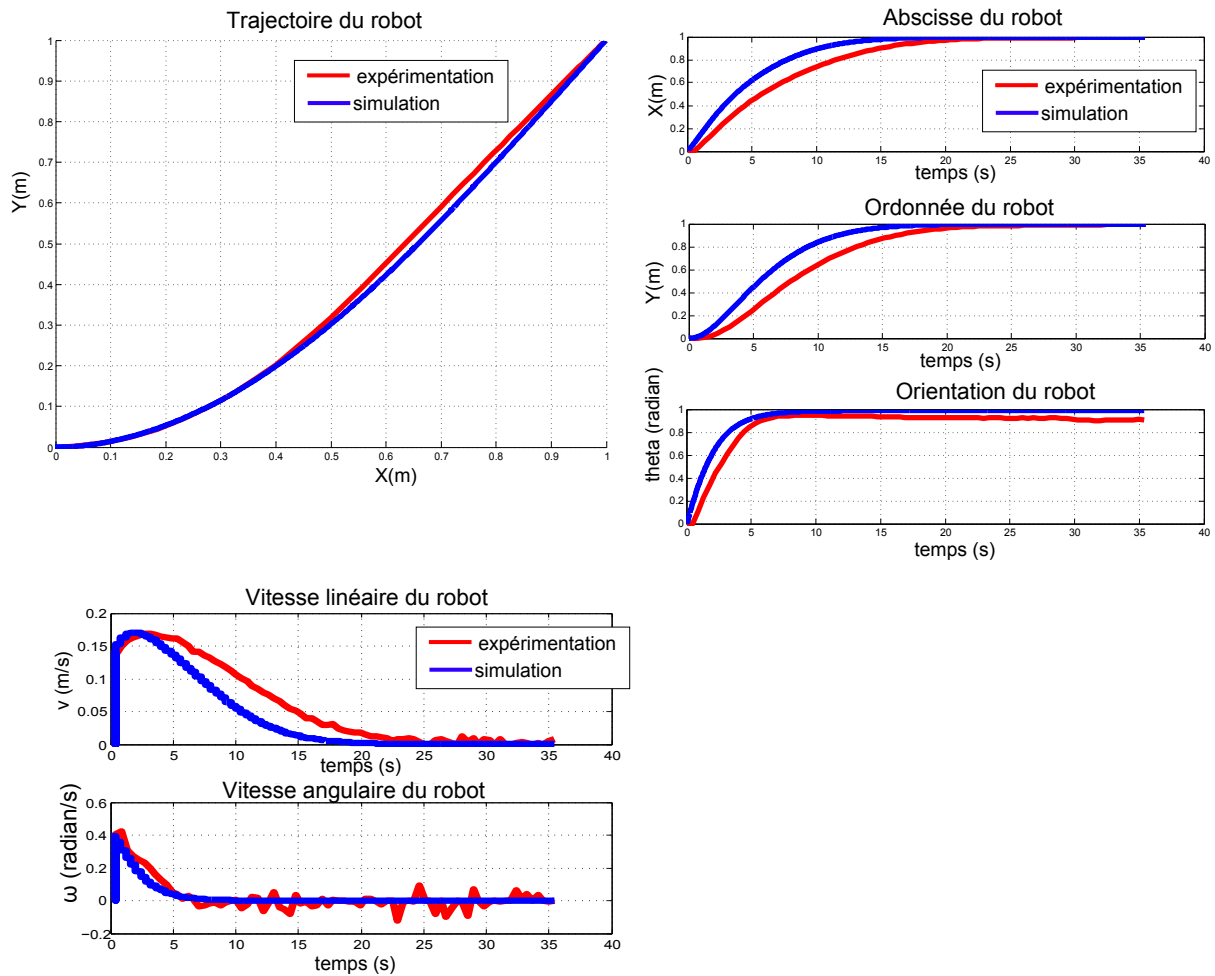 Trajectoire du robot
1
0.9
0.8
0.7
0.6
0.5
0.4
0.3
0.2
0.1
0
Y(m)
expérimentation
simulation
0 0.1 0.2 0.3 0.4 0.5 0.6 0.7 0.8 0.9 1
X(m)
Abscisse du robot
1
0.8
0.6
0.4
0.2
0
X(m)
expérimentation
simulation
0 5 10 15 20 25 30 35 40
temps (s)
Ordonnée du robot
1
0.8
0.6
0.4
0.2
0
Y(m)
0 5 10 15 20 25 30 35 40
temps (s)
Orientation du robot
1
0.8
0.6
0.4
0.2
0
theta (radian)
0 5 10 15 20 25 30 35 40
temps (s)
Vitesse linéaire du robot
0.2
0.15
0.1
0.05
0
v (m/s)
expérimentation
simulation
0 5 10 15 20 25 30 35 40
temps (s)
Vitesse angulaire du robot
0.6
0.4
0.2
0
−0.2
ω (radian/s)
0 5 10 15 20 25 30 35 40
temps (s)